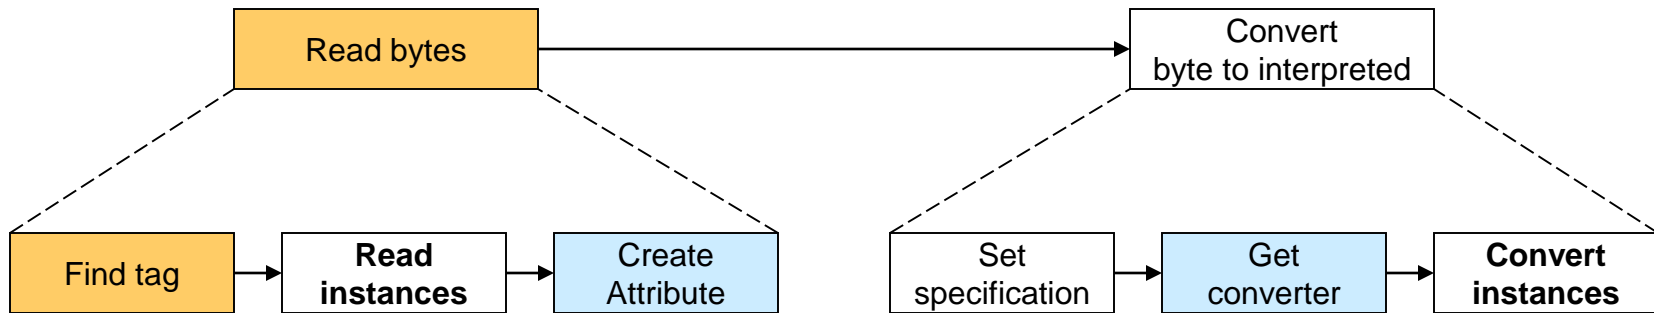 Read bytes
Convert
byte to interpreted
Find tag
Read
instances
Create
Attribute
Set
specification
Get
converter
Convert
instances